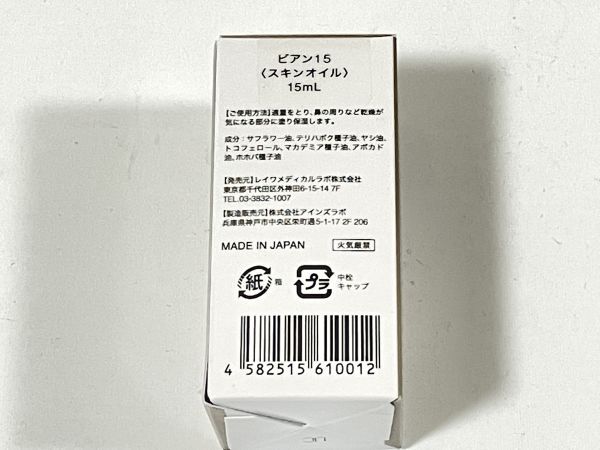 ビアン15
〈スキンオイル〉
15mL
【ご使用方法】適量をとり、鼻の周りなど乾燥が
気になる部分に塗り保湿します。
成分：サフラワー油、テリハボク種子油、ヤシ油、
トコフェロール、マカデミア種子油、アボカド
油、ホホバ種子油
【発売元】レイワメディカルラボ株式会社
東京都千代田区外神田6-15-14 7F
TEL.03-3832-1007
【製造販売元】株式会社アインズラボ
兵庫県神戸市中央区栄町通5-1-17 2F 206
MADE IN JAPAN 火気厳禁
紙 箱 プラ 中栓
キャップ
4 582515 610012